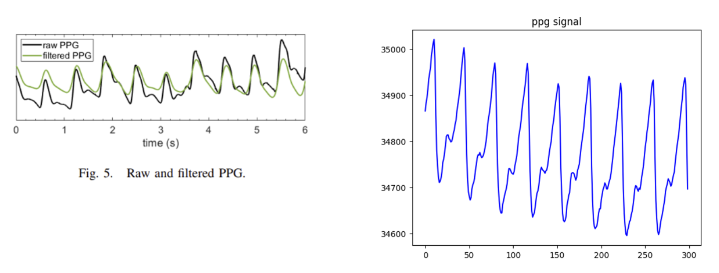 raw PPG
filtered PPG
0 1 2 3 4 5 6
time (s)
Fig. 5. Raw and filtered PPG.
ppg signal
35000
34900
34800
34700
34600
0 50 100 150 200 250 300